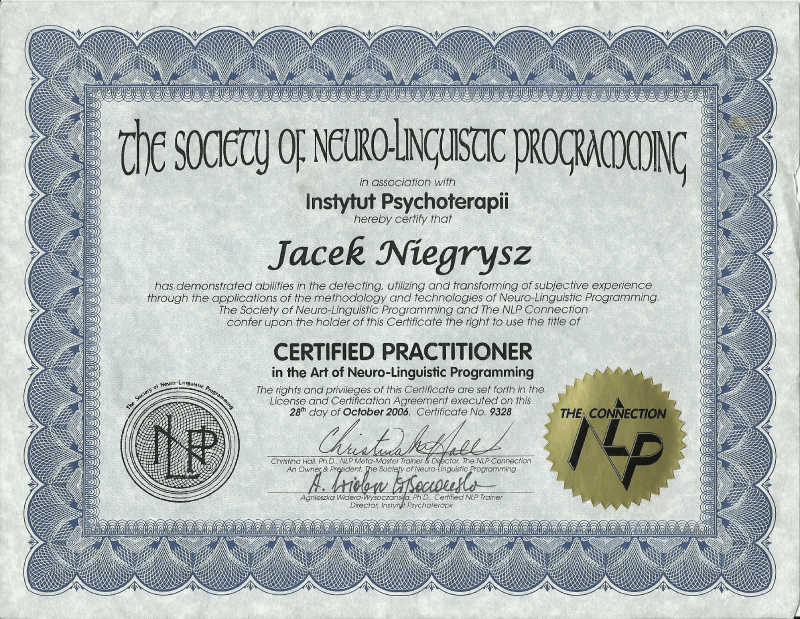 The Society of Neuro-Linguistic Programming
in association with
Instytut Psychoterapii
hereby certify that
Jacek Niegrysz
has demonstrated abilities in the detecting, utilizing and transforming of subjective experience
through the applications of the methodology and technologies of Neuro-Linguistic Programming.
The Society of Neuro-Linguistic Programming and The NLP Connection
confer upon the holder of this Certificate the right to use the title of
CERTIFIED PRACTITIONER
in the Art of Neuro-Linguistic Programming
The rights and privileges of this Certificate are set forth in the
License and Certification Agreement executed on this
28th day of October 2006. Certificate No. 9328
The Society of Neuro-Linguistic Programming
NLP
THE CONNECTION
NLP
Christina Hall
Christina Hall, Ph.D., NLP Meta-Master Trainer & Director, The NLP Connection
An Owner & President, The Society of Neuro-Linguistic Programming
Agnieszka Widera-Wysoczańska, Ph.D. Certified NLP Trainer
Director, Instytut Psychoterapii